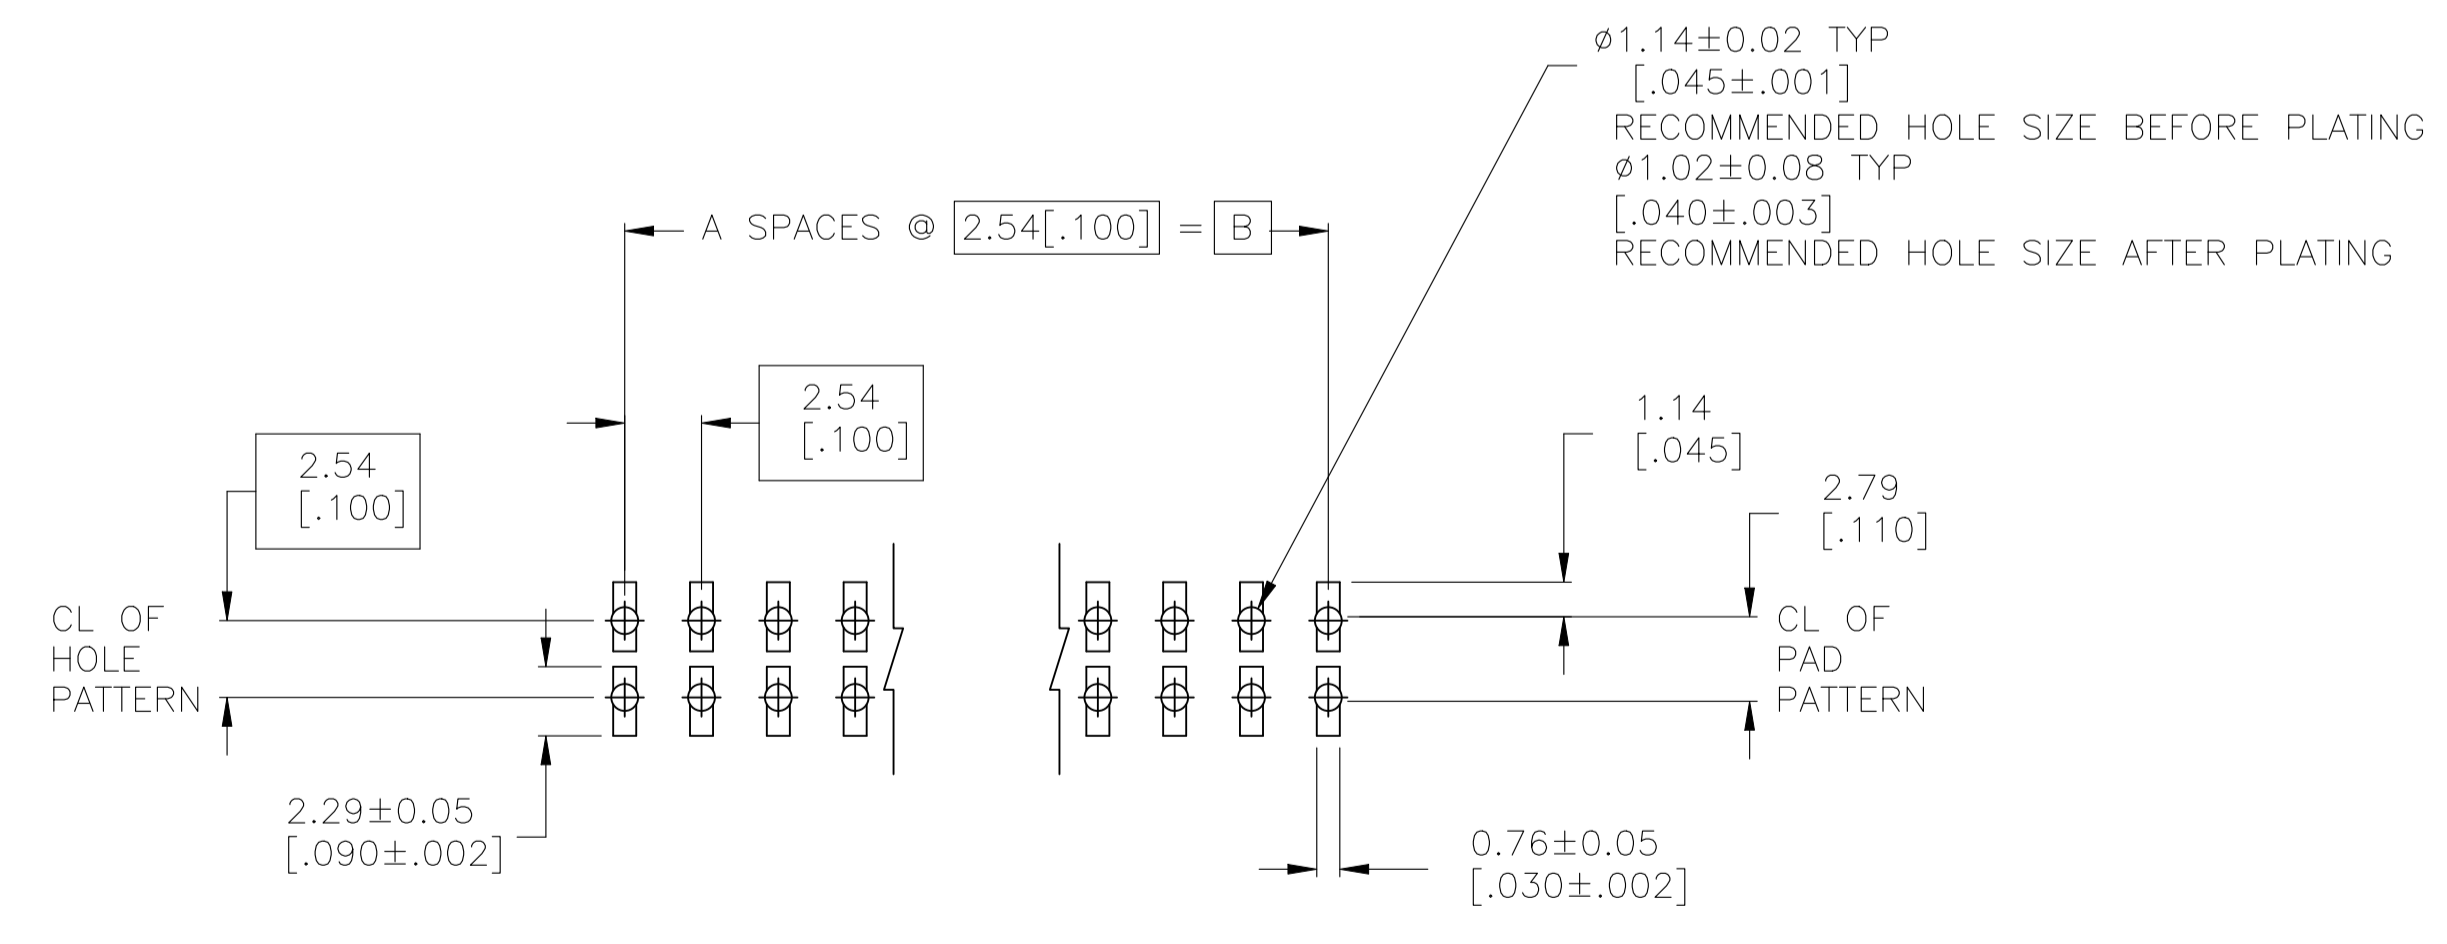 ø1.14±0.02 TYP
[.045±.001]
RECOMMENDED HOLE SIZE BEFORE PLATING
ø1.02±0.08 TYP
[.040±.003]
RECOMMENDED HOLE SIZE AFTER PLATING
A SPACES @ 2.54[.100] = B
2.54
[.100]
2.54
[.100]
1.14
[.045]
2.79
[.110]
CL OF
HOLE
PATTERN
CL OF
PAD
PATTERN
2.29±0.05
[.090±.002]
0.76±0.05
[.030±.002]